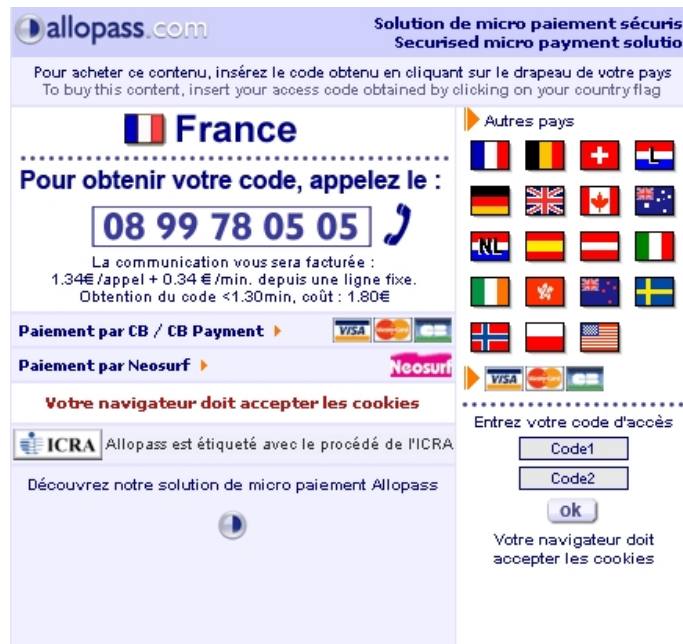 allopass.com
Solution de micro paiement sécuris
Securised micro payment solutio
Pour acheter ce contenu, insérez le code obtenu en cliquant sur le drapeau de votre pays
To buy this content, insert your access code obtained by clicking on your country flag
France
Pour obtenir votre code, appelez le :
08 99 78 05 05
La communication vous sera facturée :
1.34€ /appel + 0.34 € /min. depuis une ligne fixe.
Obtention du code <1.30min, coût : 1.80€
Paiement par CB / CB Payment
VISA MasterCard CB
Paiement par Neosurf
Neosurf
Votre navigateur doit accepter les cookies
ICRA Allopass est étiqueté avec le procédé de l'ICRA
Découvrez notre solution de micro paiement Allopass
Autres pays
L
NL
VISA MasterCard CB
Entrez votre code d'accès
Code1
Code2
ok
Votre navigateur doit
accepter les cookies